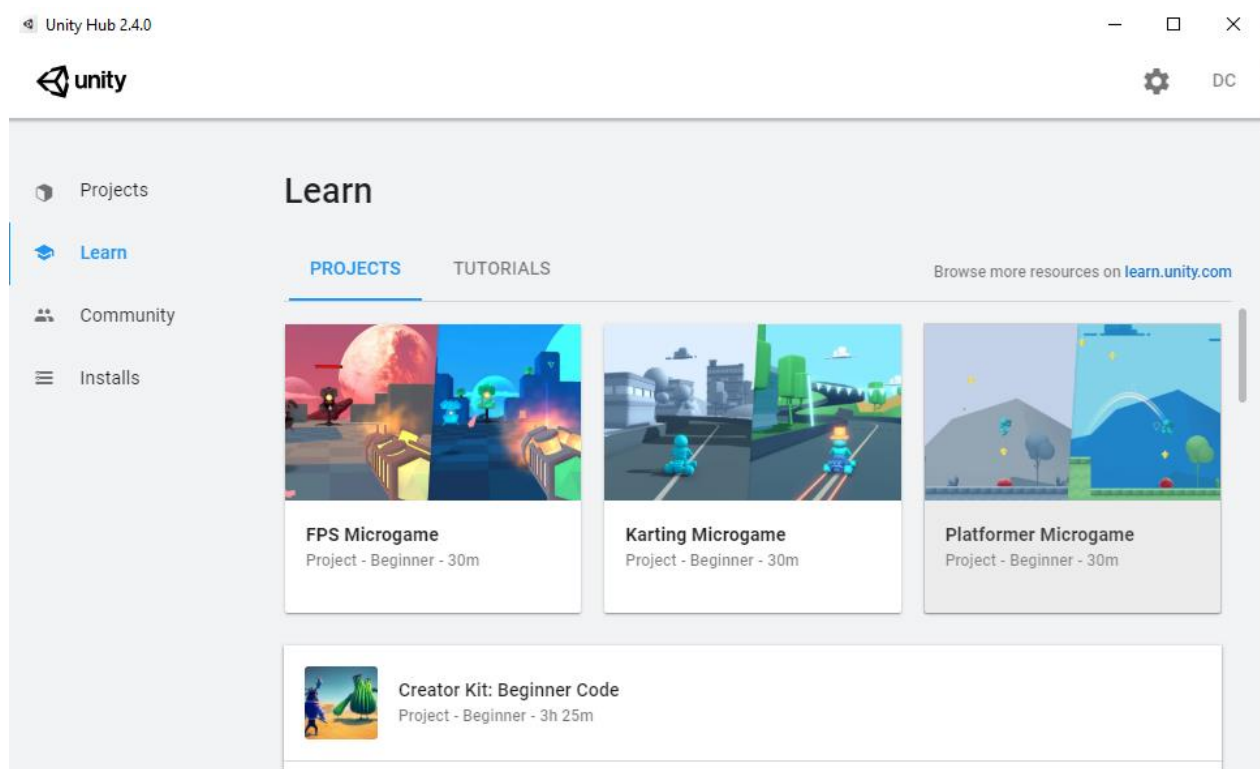 Unity Hub 2.4.0
unity
DC
Projects
Learn
Community
Installs
Learn
PROJECTS
TUTORIALS
Browse more resources on learn.unity.com
FPS Microgame
Project - Beginner - 30m
Karting Microgame
Project - Beginner - 30m
Platformer Microgame
Project - Beginner - 30m
Creator Kit: Beginner Code
Project - Beginner - 3h 25m